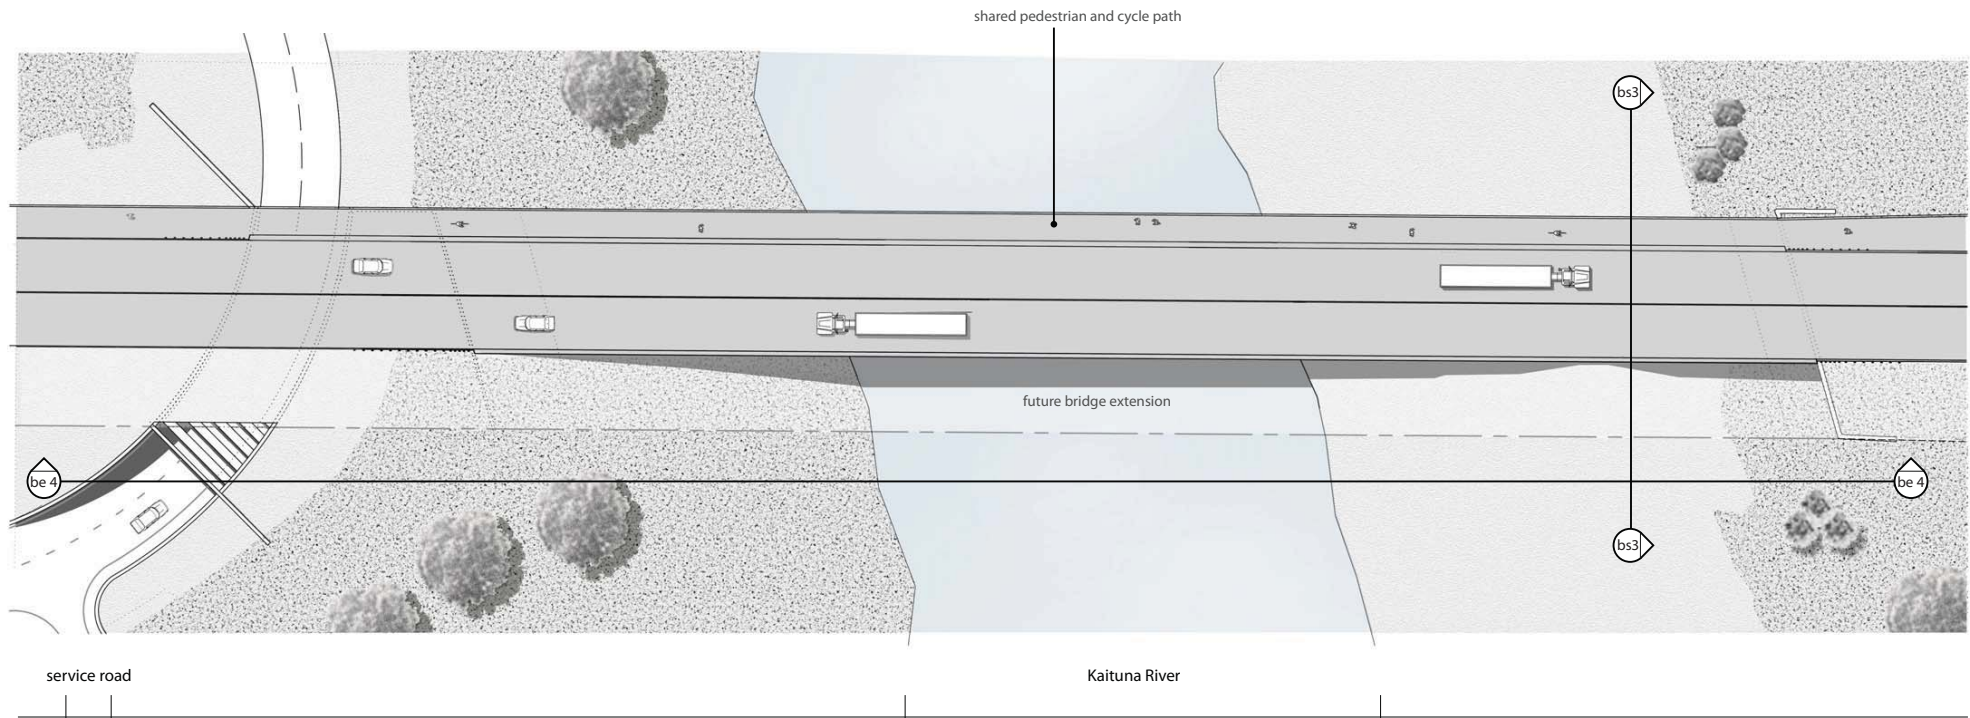 shared pedestrian and cycle path
bs3
future bridge extension
be 4
be 4
bs3
service road
Kaituna River